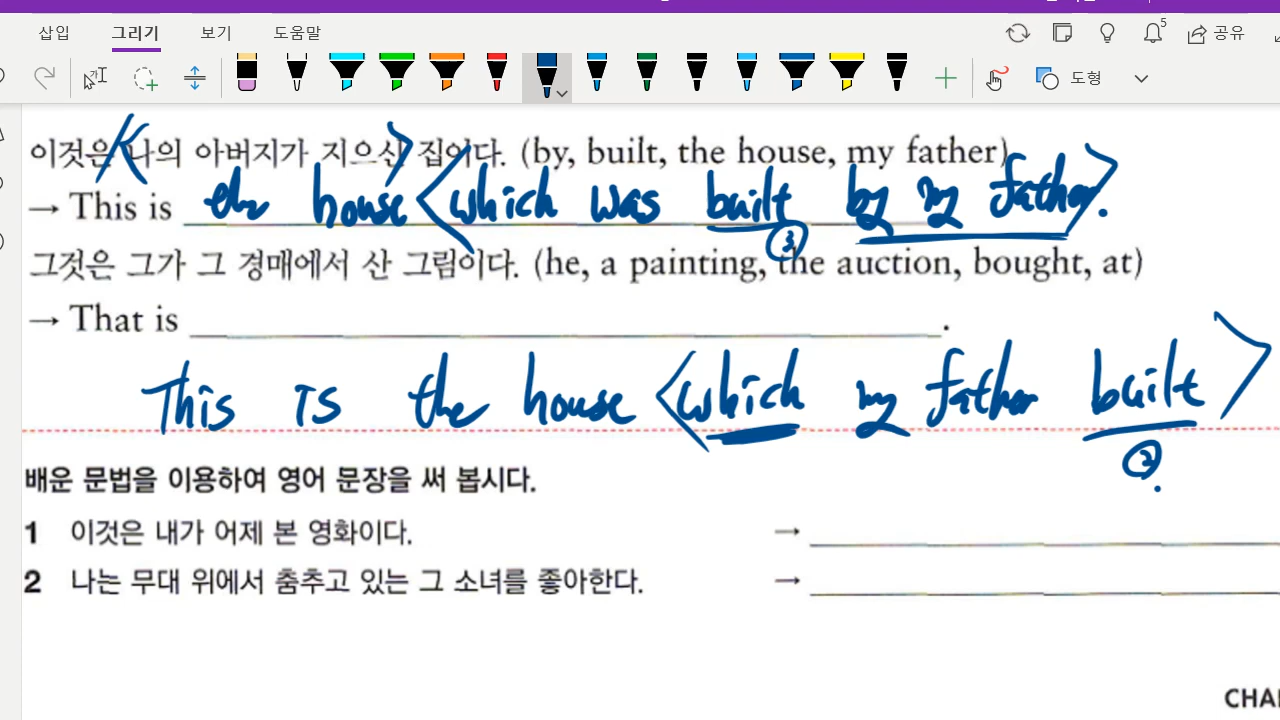 삽입 그리기 보기 도움말 5 공유
도형
이것은 나의 아버지가 지으신 집이다. (by, built, the house, my father)
→ This is the house <which was built by my father>.
③
그것은 그가 그 경매에서 산 그림이다. (he, a painting, the auction, bought, at)
→ That is .
This is the house <which my father built>
②.
배운 문법을 이용하여 영어 문장을 써 봅시다.
1 이것은 내가 어제 본 영화이다. →
2 나는 무대 위에서 춤추고 있는 그 소녀를 좋아한다. →